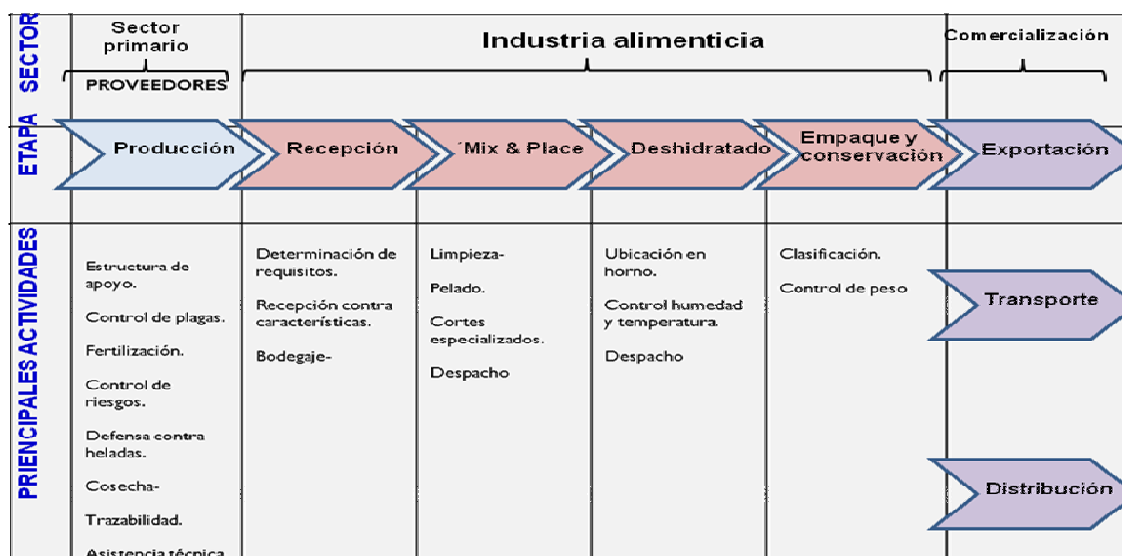 SECTOR
Sector
primario
PROVEEDORES
Industria alimenticia
Comercialización
ETAPA
Producción
Recepción
´Mix & Place
Deshidratado
Empaque y
conservación
Exportación
PRIENCIPALES ACTIVIDADES
Estructura de
apoyo.
Control de plagas.
Fertilización.
Control de
riesgos.
Defensa contra
heladas.
Cosecha-
Trazabilidad.
Asistencia técnica
Determinación de
requisitos.
Recepción contra
características.
Bodegaje-
Limpieza-
Pelado.
Cortes
especializados.
Despacho
Ubicación en
horno.
Control humedad
y temperatura
Despacho
Clasificación.
Control de peso
Transporte
Distribución